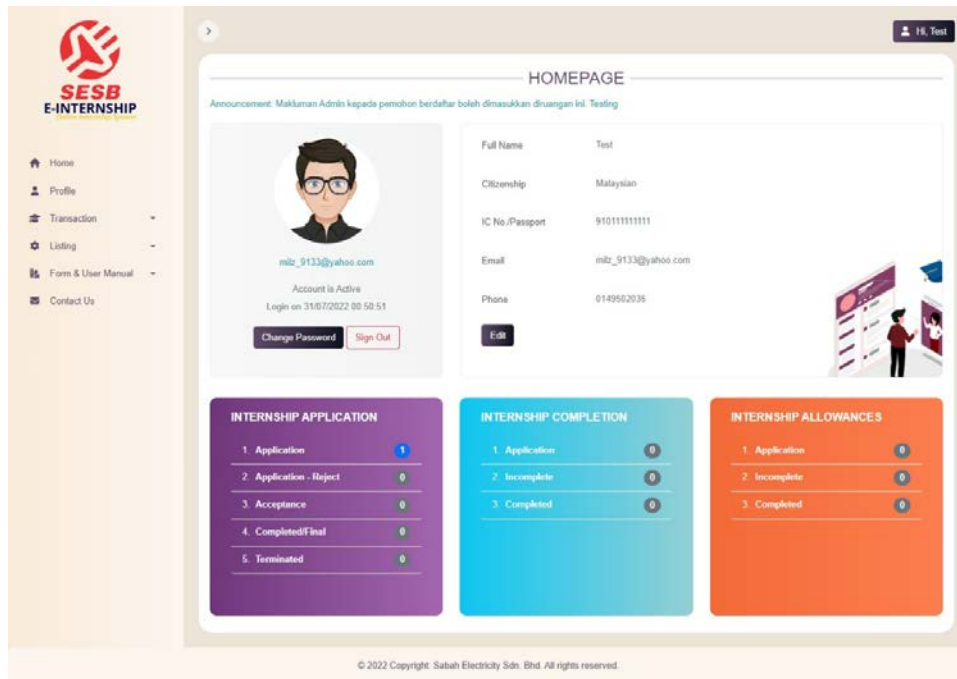 SESB
E-INTERNSHIP
Hi, Test
Home
Profile
Transaction
Listing
Form & User Manual
Contact Us
HOMEPAGE
Announcement: Makluman Admin kepada pemohon berdaftar boleh dimasukkan diruangan ini. Testing
milz_9133@yahoo.com
Account is Active
Login on 31/07/2022 00:50:51
Change Password
Sign Out
Full Name Test
Citizenship Malaysian
IC No./Passport 910111111111
Email milz_9133@yahoo.com
Phone 0149502035
Edit
INTERNSHIP APPLICATION
1. Application 1
2. Application - Reject 0
3. Acceptance 0
4. Completed/Final 0
5. Terminated 0
INTERNSHIP COMPLETION
1. Application 0
2. Incomplete 0
3. Completed 0
INTERNSHIP ALLOWANCES
1. Application 0
2. Incomplete 0
3. Completed 0
© 2022 Copyright: Sabah Electricity Sdn. Bhd. All rights reserved.